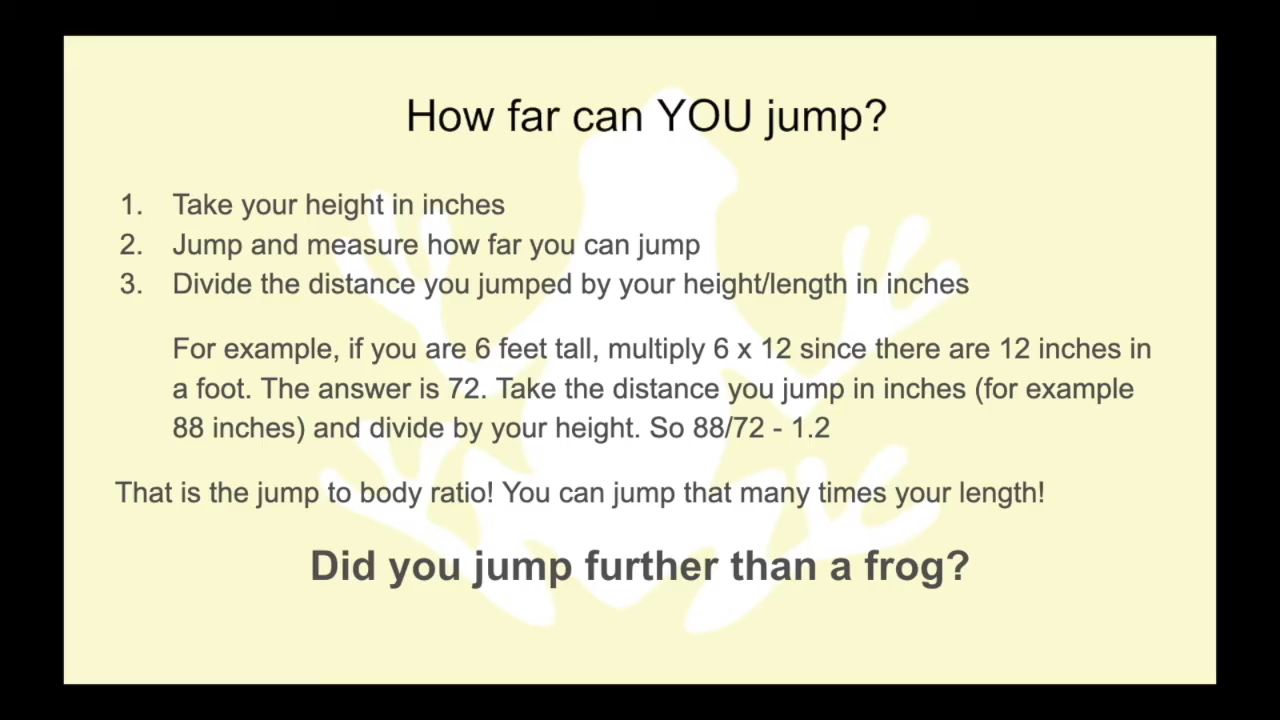 How far can YOU jump?
1. Take your height in inches
2. Jump and measure how far you can jump
3. Divide the distance you jumped by your height/length in inches
For example, if you are 6 feet tall, multiply 6 x 12 since there are 12 inches in
a foot. The answer is 72. Take the distance you jump in inches (for example
88 inches) and divide by your height. So 88/72 - 1.2
That is the jump to body ratio! You can jump that many times your length!
Did you jump further than a frog?